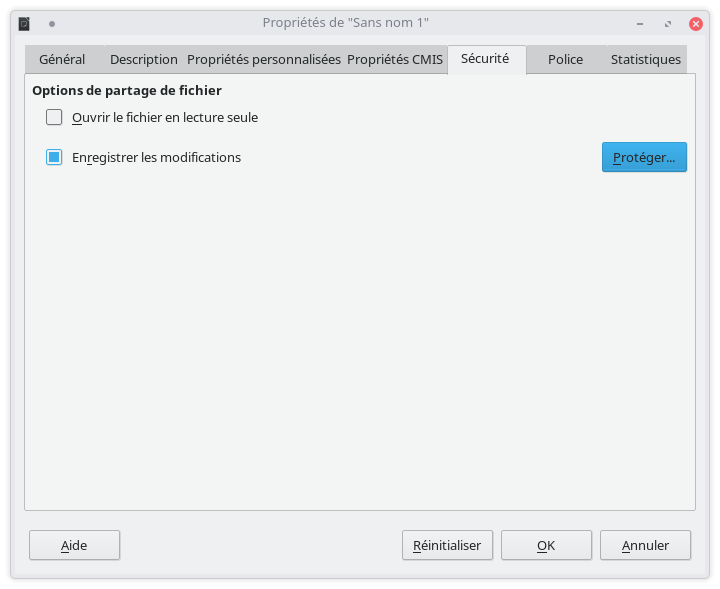 Propriétés de "Sans nom 1"
Général Description Propriétés personnalisées Propriétés CMIS Sécurité Police Statistiques
Options de partage de fichier
Ouvrir le fichier en lecture seule
Enregistrer les modifications Protéger...
Aide Réinitialiser OK Annuler